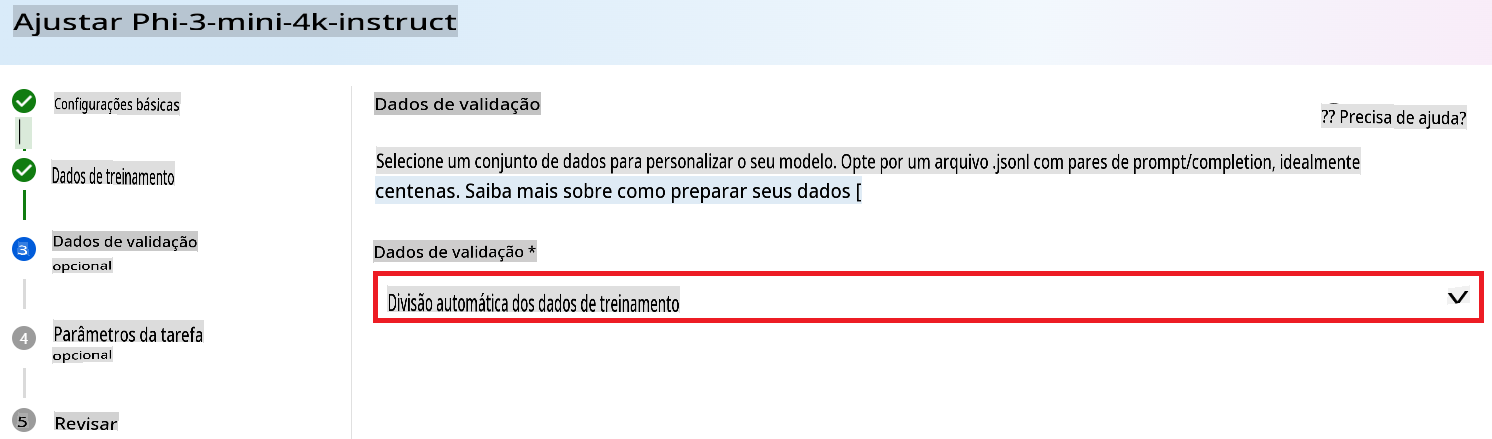 Ajustar Phi-3-mini-4k-instruct
Configurações básicas
Dados de treinamento
3
Dados de validação
opcional
4
Parâmetros da tarefa
opcional
5
Revisar
Dados de validação
?? Precisa de ajuda?
Selecione um conjunto de dados para personalizar o seu modelo. Opte por um arquivo .jsonl com pares de prompt/completion, idealmente
centenas. Saiba mais sobre como preparar seus dados [
Dados de validação *
Divisão automática dos dados de treinamento